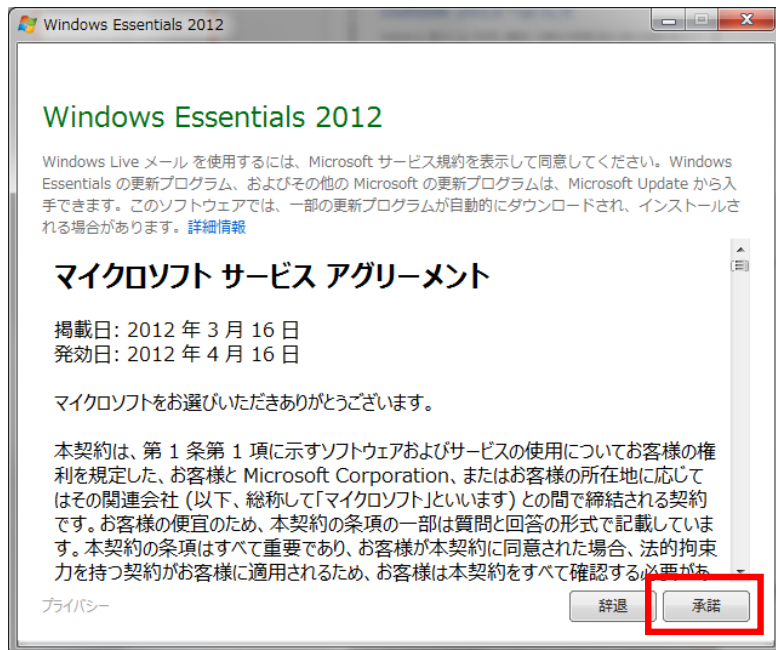 Windows Essentials 2012
Windows Essentials 2012
Windows Live メール を使用するには、Microsoft サービス規約を表示して同意してください。Windows
Essentials の更新プログラム、およびその他の Microsoft の更新プログラムは、Microsoft Update から入
手できます。このソフトウェアでは、一部の更新プログラムが自動的にダウンロードされ、インストールさ
れる場合があります。詳細情報
マイクロソフト サービス アグリーメント
掲載日: 2012 年 3 月 16 日
発効日: 2012 年 4 月 16 日
マイクロソフトをお選びいただきありがとうございます。
本契約は、第 1 条第 1 項に示すソフトウェアおよびサービスの使用についてお客様の権
利を規定した、お客様と Microsoft Corporation、またはお客様の所在地に応じて
はその関連会社 (以下、総称して「マイクロソフト」といいます) との間で締結される契約
です。お客様の便宜のため、本契約の条項の一部は質問と回答の形式で記載していま
す。本契約の条項はすべて重要であり、お客様が本契約に同意された場合、法的拘束
力を持つ契約がお客様に適用されるため、お客様は本契約をすべて確認する必要があ
プライバシー
辞退
承諾